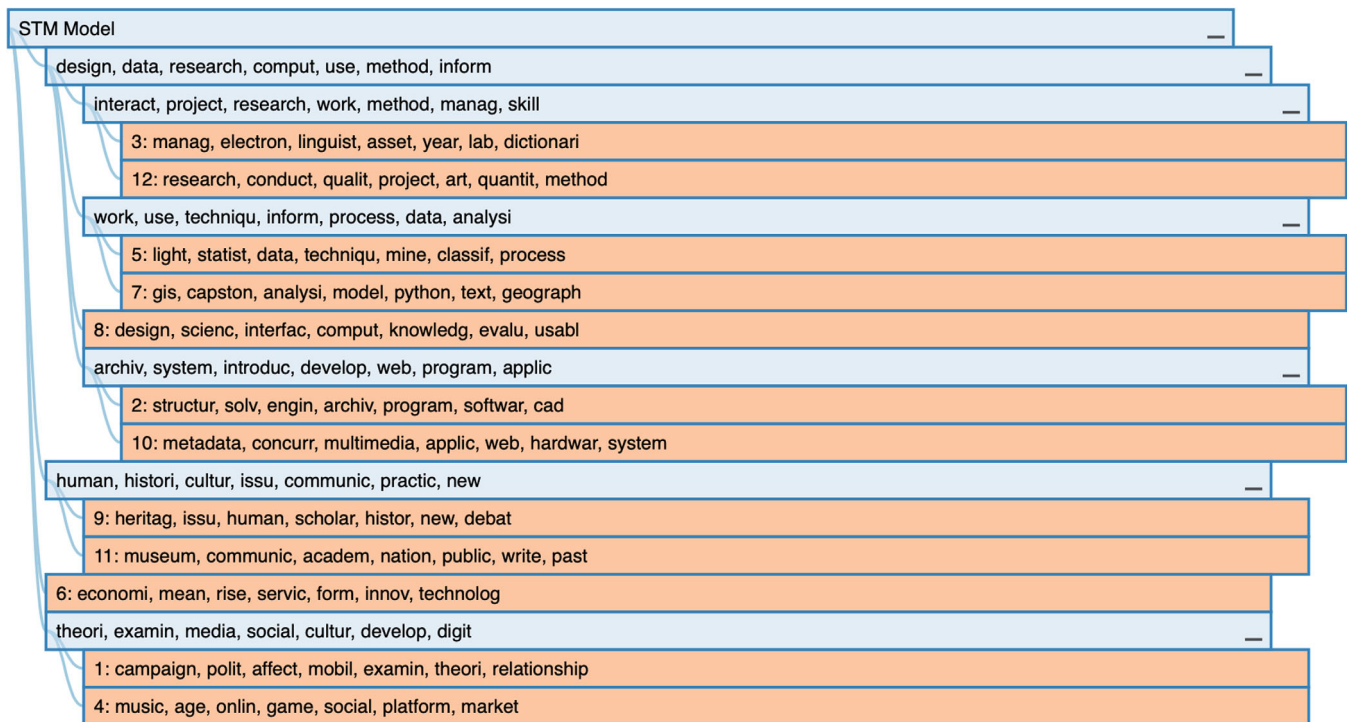 STM Model
design, data, research, comput, use, method, inform
interact, project, research, work, method, manag, skill
3: manag, electron, linguist, asset, year, lab, dictionari
12: research, conduct, qualit, project, art, quantit, method
work, use, techniqu, inform, process, data, analysi
5: light, statist, data, techniqu, mine, classif, process
7: gis, capston, analysi, model, python, text, geograph
8: design, scienc, interfac, comput, knowledg, evalu, usabl
archiv, system, introduc, develop, web, program, applic
2: structur, solv, engin, archiv, program, softwar, cad
10: metadata, concurr, multimedia, applic, web, hardwar, system
human, histori, cultur, issu, communic, practic, new
9: heritag, issu, human, scholar, histor, new, debat
11: museum, communic, academ, nation, public, write, past
6: economi, mean, rise, servic, form, innov, technolog
theori, examin, media, social, cultur, develop, digit
1: campaign, polit, affect, mobil, examin, theori, relationship
4: music, age, onlin, game, social, platform, market